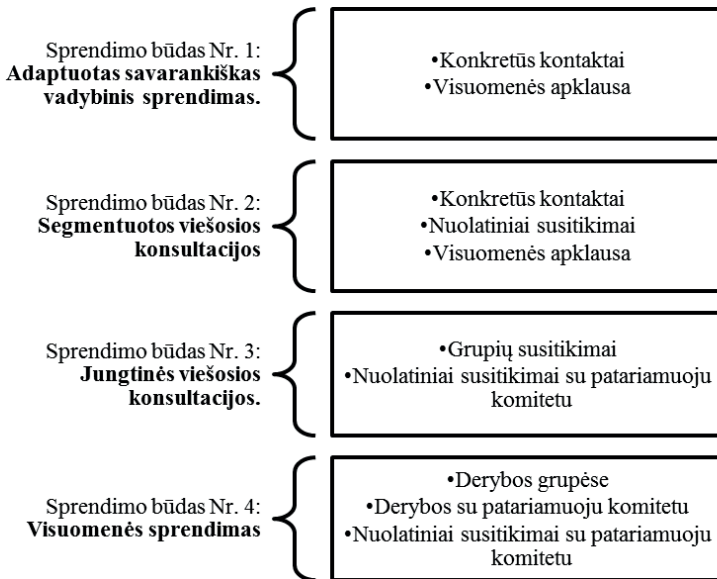 Sprendimo būdas Nr. 1:
Adaptuotas savarankiškas
vadybinis sprendimas.
•Konkretūs kontaktai
•Visuomenės apklausa
Sprendimo būdas Nr. 2:
Segmentuotos viešosios
konsultacijos
•Konkretūs kontaktai
•Nuolatiniai susitikimai
•Visuomenės apklausa
Sprendimo būdas Nr. 3:
Jungtinės viešosios
konsultacijos.
•Grupių susitikimai
•Nuolatiniai susitikimai su patariamuoju
komitetu
Sprendimo būdas Nr. 4:
Visuomenės sprendimas
•Derybos grupėse
•Derybos su patariamuoju komitetu
•Nuolatiniai susitikimai su patariamuoju
komitetu